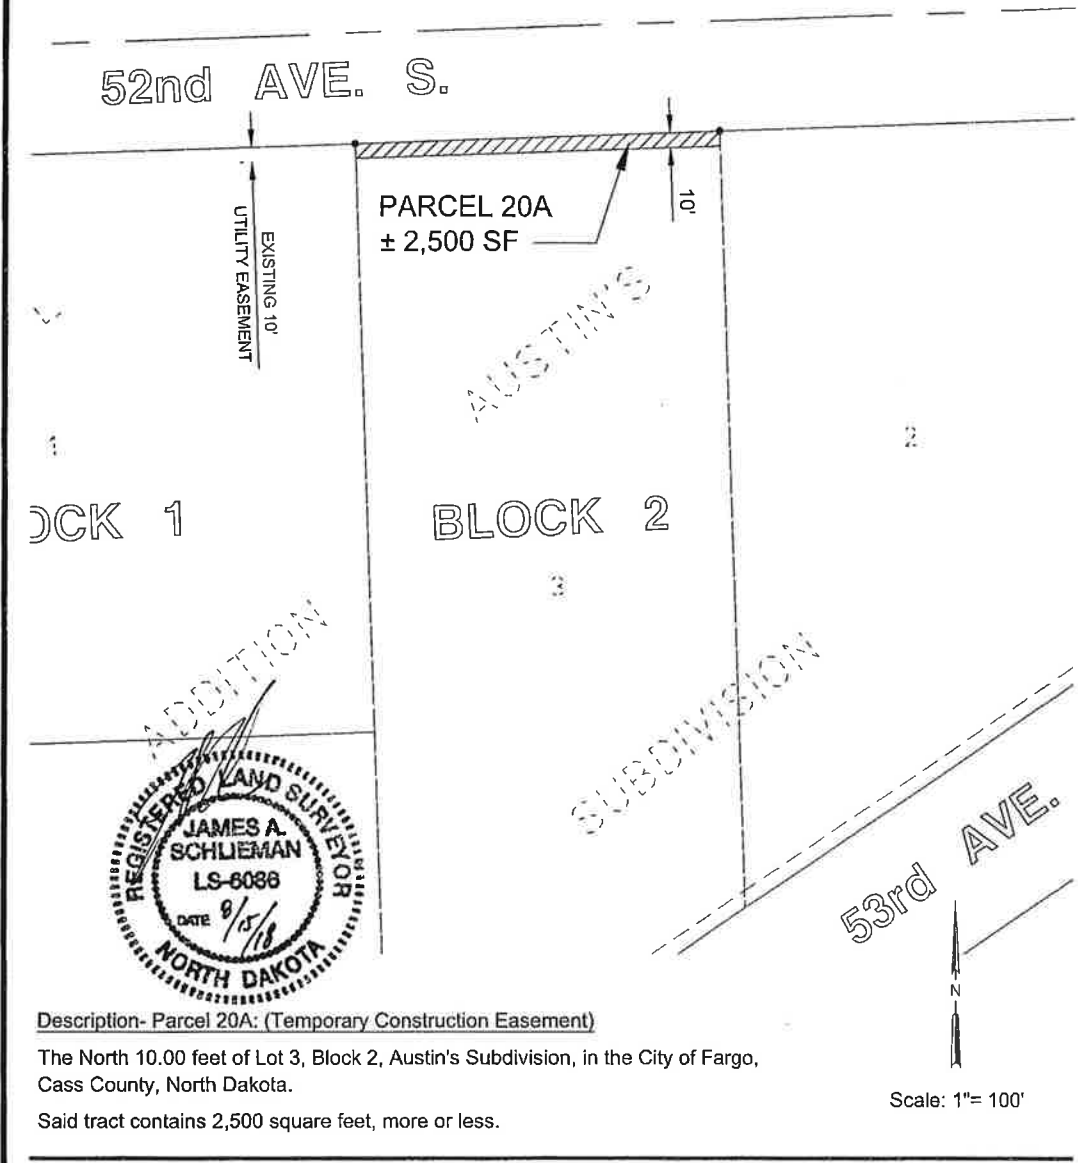 52nd AVE. S.
PARCEL 20A
± 2,500 SF
10'
EXISTING 10'
UTILITY EASEMENT
AUSTIN'S
1
2
OCK 1
BLOCK 2
3
ADDITION
SUBDIVISION
53rd AVE.
REGISTERED LAND SURVEYOR
JAMES A.
SCHLIEMAN
LS-6086
DATE 8/15/18
NORTH DAKOTA
N
Description- Parcel 20A: (Temporary Construction Easement)
The North 10.00 feet of Lot 3, Block 2, Austin's Subdivision, in the City of Fargo,
Cass County, North Dakota.
Said tract contains 2,500 square feet, more or less.
Scale: 1"= 100'